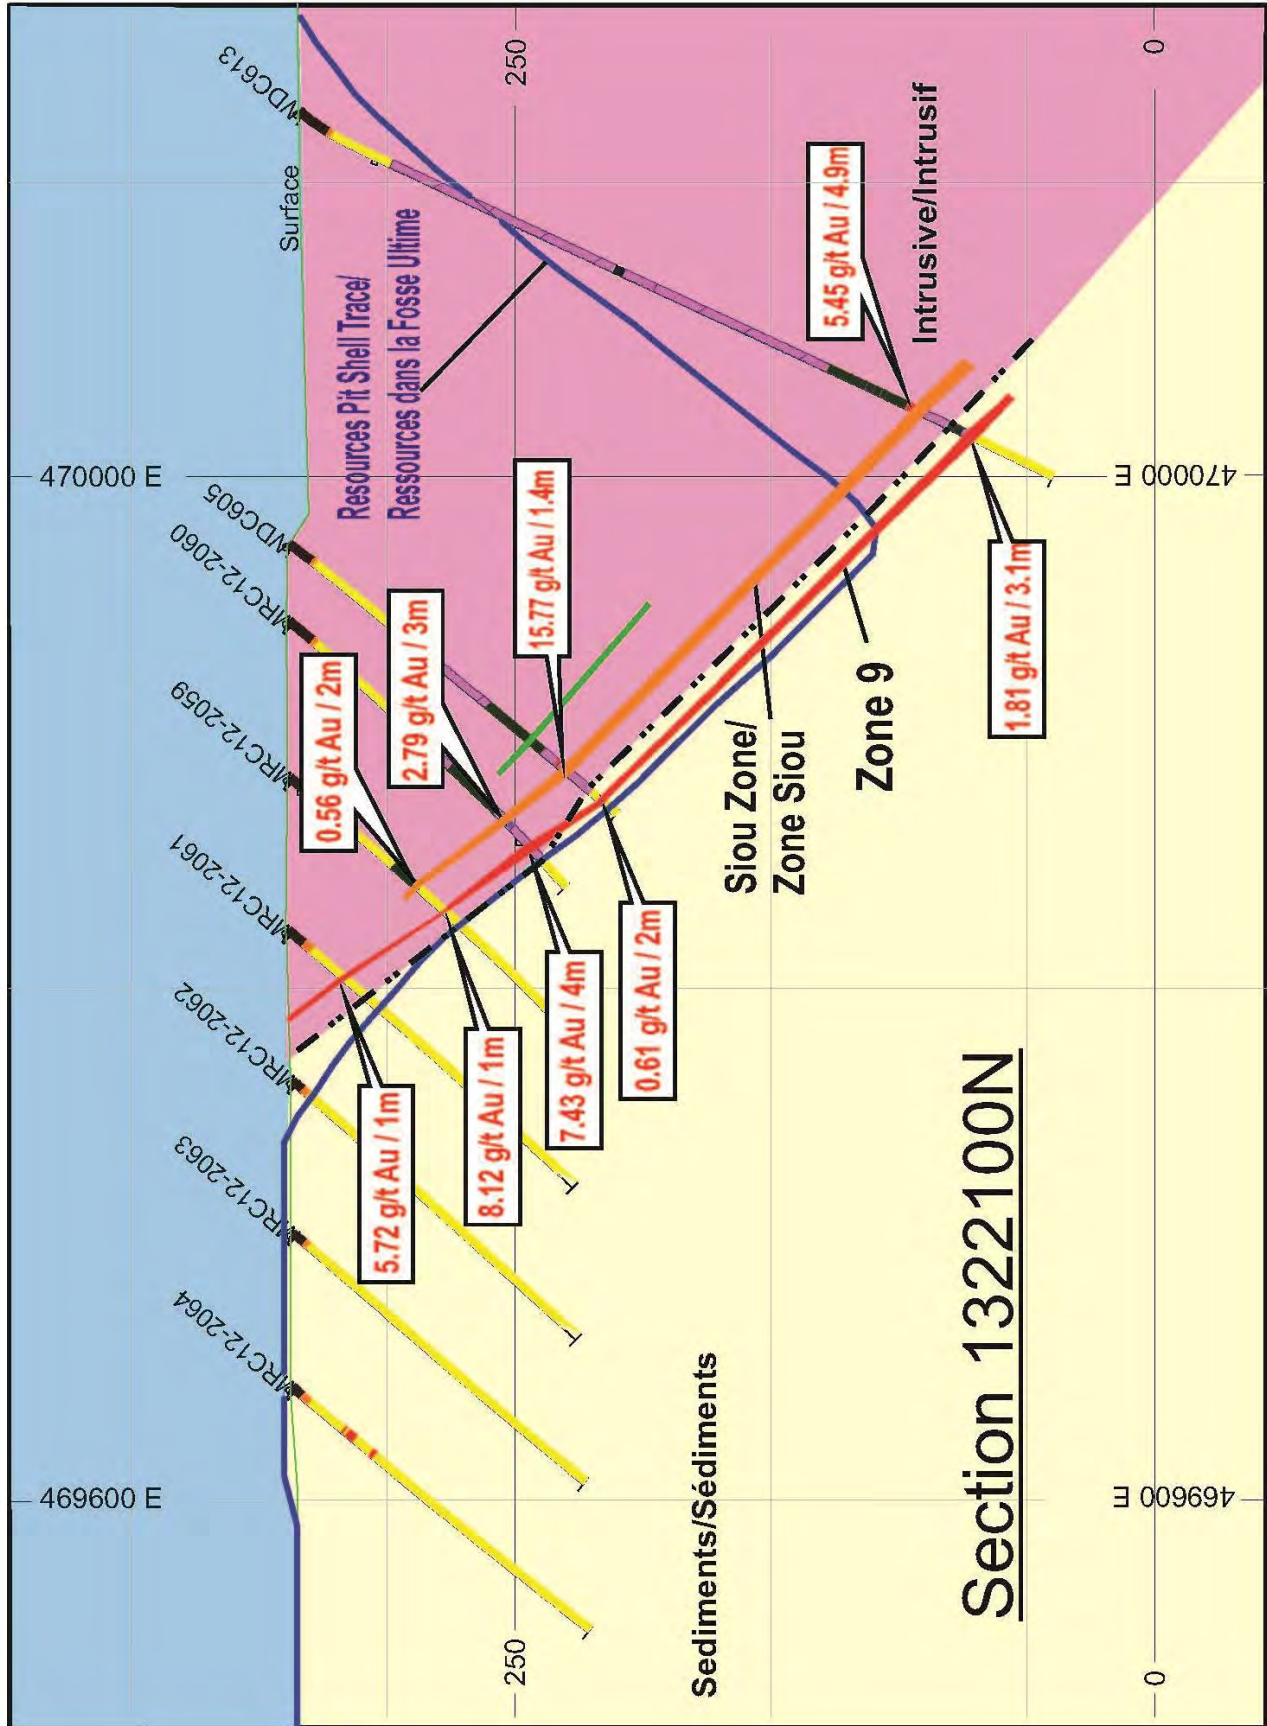 470000 E
469600 E
MRC12-2064
MRC12-2063
MRC12-2062
MRC12-2061
MRC12-2059
MRC12-2060
WDC605
WDC613
Surface
Resources Pit Shell Trace/
Ressources dans la Fosse Ultime
250
250
0.56 g/t Au / 2m
2.79 g/t Au / 3m
15.77 g/t Au / 1.4m
5.45 g/t Au / 4.9m
5.72 g/t Au / 1m
8.12 g/t Au / 1m
7.43 g/t Au / 4m
0.61 g/t Au / 2m
1.81 g/t Au / 3.1m
Intrusive/Intrusif
Sediments/Sédiments
Siou Zone/
Zone Siou
Zone 9
Section 1322100N
0
0
469600 E
470000 E